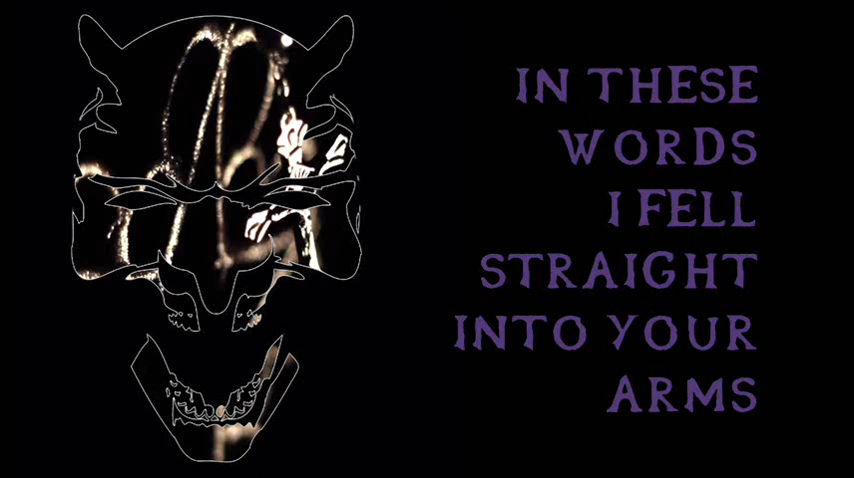 IN THESE
WORDS
I FELL
STRAIGHT
INTO YOUR
ARMS